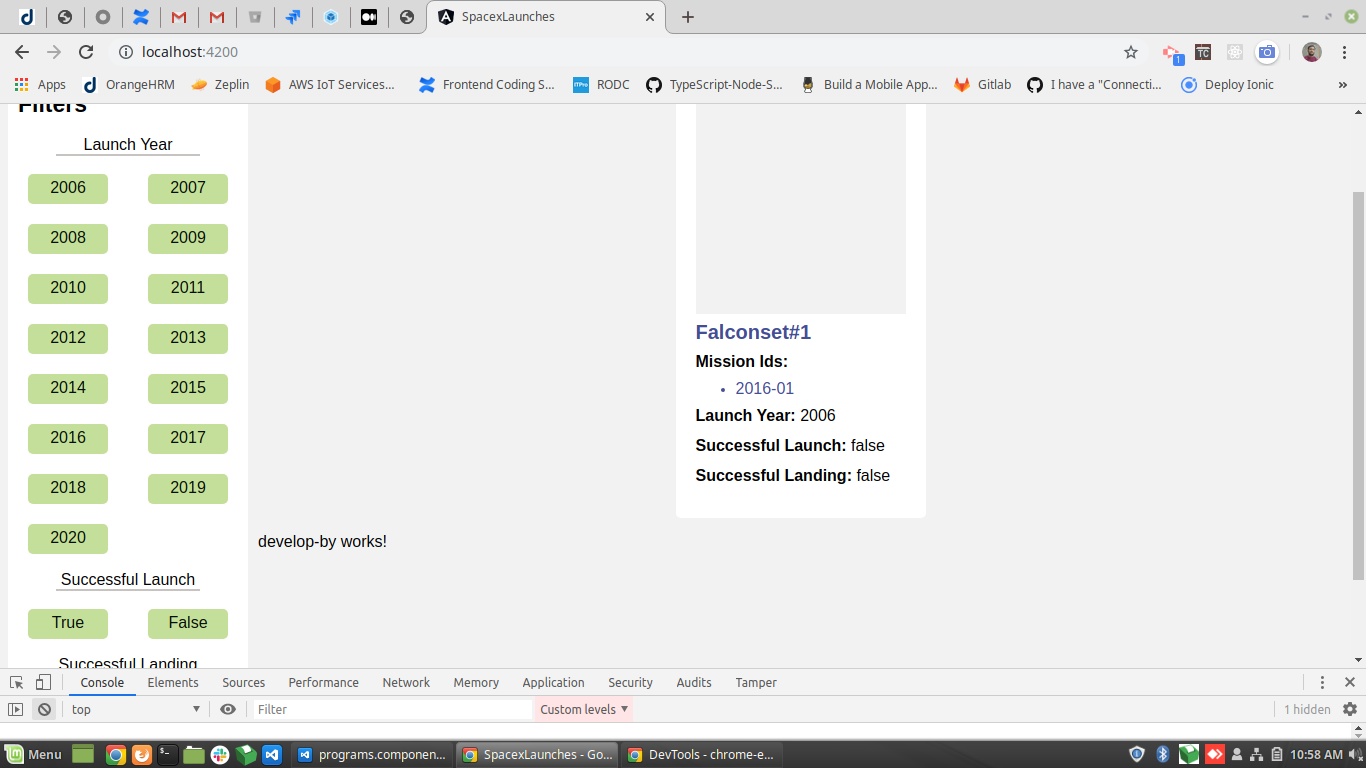 SpacexLaunches
localhost:4200
TC
1
Apps
OrangeHRM
Zeplin
AWS IoT Services...
Frontend Coding S...
ITPro
RODC
TypeScript-Node-S...
Build a Mobile App...
Gitlab
I have a "Connecti...
Deploy Ionic
»
Filters
Launch Year
2006 2007
2008 2009
2010 2011
2012 2013
2014 2015
2016 2017
2018 2019
2020
Successful Launch
True False
Successful Landing
Falconset#1
Mission Ids:
• 2016-01
Launch Year: 2006
Successful Launch: false
Successful Landing: false
develop-by works!
Console Elements Sources Performance Network Memory Application Security Audits Tamper
top Filter Custom levels 1 hidden
Menu programs.componen... SpacexLaunches - Go... DevTools - chrome-e... 10:58 AM